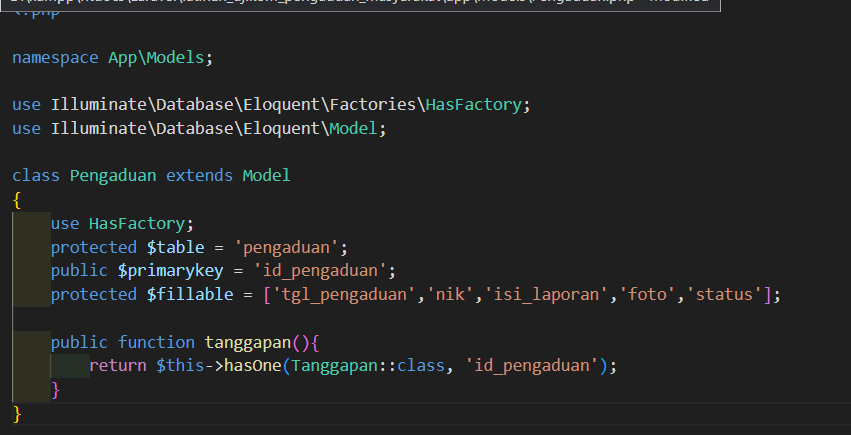 namespace App\Models;
use Illuminate\Database\Eloquent\Factories\HasFactory;
use Illuminate\Database\Eloquent\Model;
class Pengaduan extends Model
{
use HasFactory;
protected $table = 'pengaduan';
public $primarykey = 'id_pengaduan';
protected $fillable = ['tgl_pengaduan','nik','isi_laporan','foto','status'];
public function tanggapan(){
return $this->hasOne(Tanggapan::class, 'id_pengaduan');
}
}